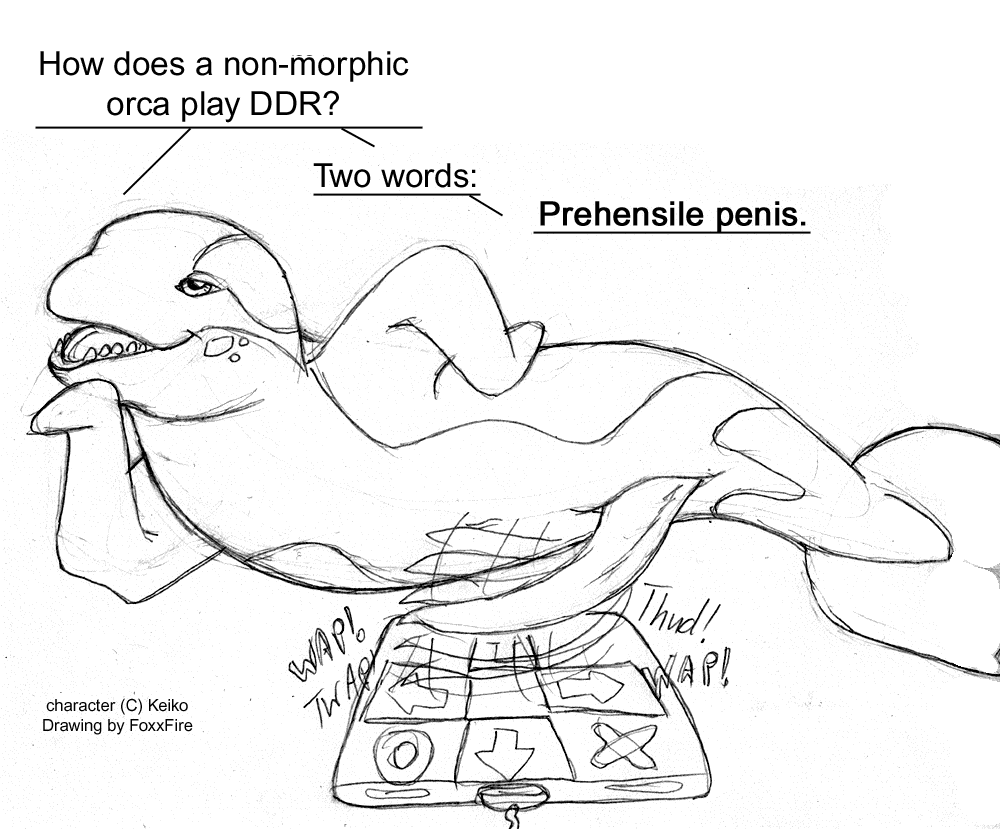 How does a non-morphic
orca play DDR?
Two words:
Prehensile penis.
WAP!
TWAP!
Thud!
WAP!
character (C) Keiko
Drawing by FoxxFire